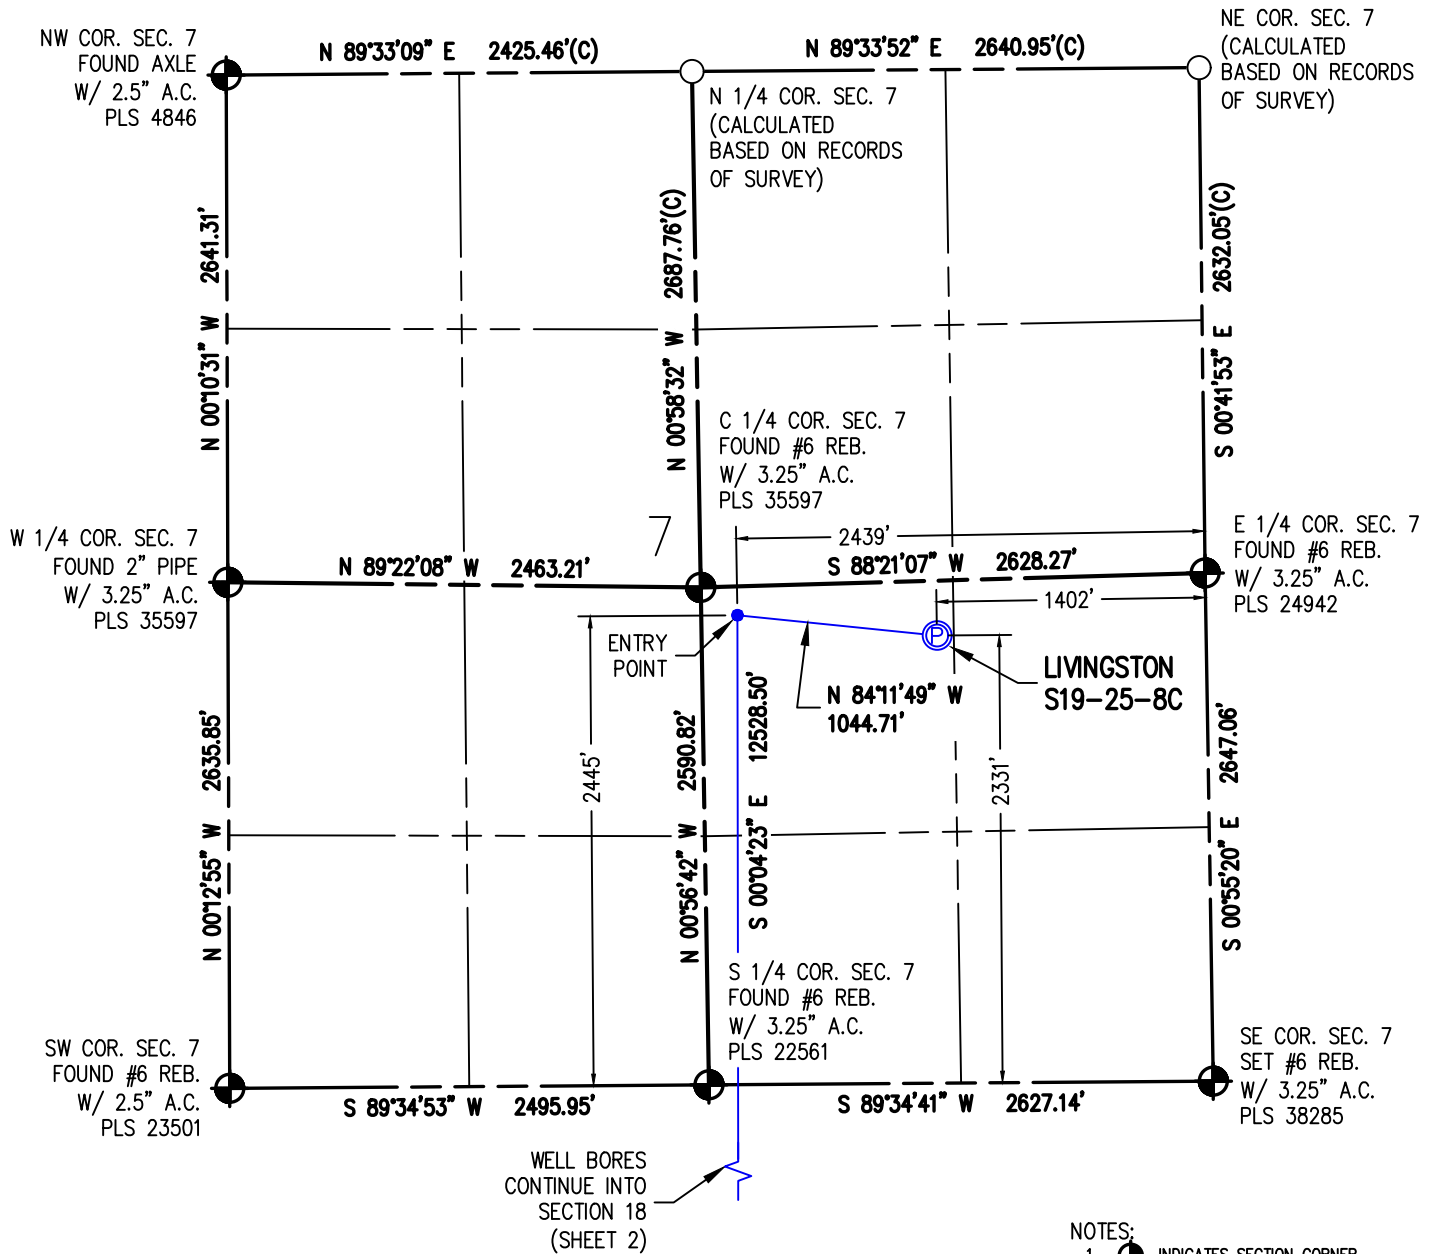 NW COR. SEC. 7
FOUND AXLE
W/ 2.5" A.C.
PLS 4846
N 89°33'09" E 2425.46'(C)
N 89°33'52" E 2640.95'(C)
NE COR. SEC. 7
(CALCULATED
BASED ON RECORDS
OF SURVEY)
N 1/4 COR. SEC. 7
(CALCULATED
BASED ON RECORDS
OF SURVEY)
N 00°10'31" W 2641.31'
N 00°58'32" W 2687.76'(C)
S 00°41'53" E 2632.05'(C)
C 1/4 COR. SEC. 7
FOUND #6 REB.
W/ 3.25" A.C.
PLS 35597
7
W 1/4 COR. SEC. 7
FOUND 2" PIPE
W/ 3.25" A.C.
PLS 35597
N 89°22'08" W 2463.21'
2439'
S 88°21'07" W 2628.27'
E 1/4 COR. SEC. 7
FOUND #6 REB.
W/ 3.25" A.C.
PLS 24942
1402'
ENTRY
POINT
P
LIVINGSTON
S19-25-8C
N 84°11'49" W
1044.71'
N 00°12'55" W 2635.85'
2445'
N 00°56'42" W 2590.82'
S 00°04'23" E 12528.50'
2331'
S 00°55'20" E 2647.06'
S 1/4 COR. SEC. 7
FOUND #6 REB.
W/ 3.25" A.C.
PLS 22561
SW COR. SEC. 7
FOUND #6 REB.
W/ 2.5" A.C.
PLS 23501
S 89°34'53" W 2495.95'
S 89°34'41" W 2627.14'
SE COR. SEC. 7
SET #6 REB.
W/ 3.25" A.C.
PLS 38285
WELL BORES
CONTINUE INTO
SECTION 18
(SHEET 2)
NOTES:
1. INDICATES SECTION CORNER